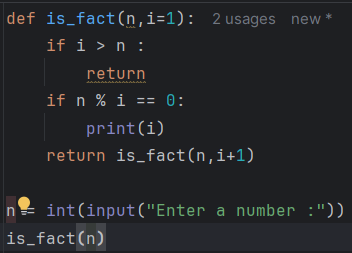 def is_fact(n,i=1):  2 usages  new *
    if i > n :
        return
    if n % i == 0:
        print(i)
    return is_fact(n,i+1)

n = int(input("Enter a number :"))
is_fact(n)